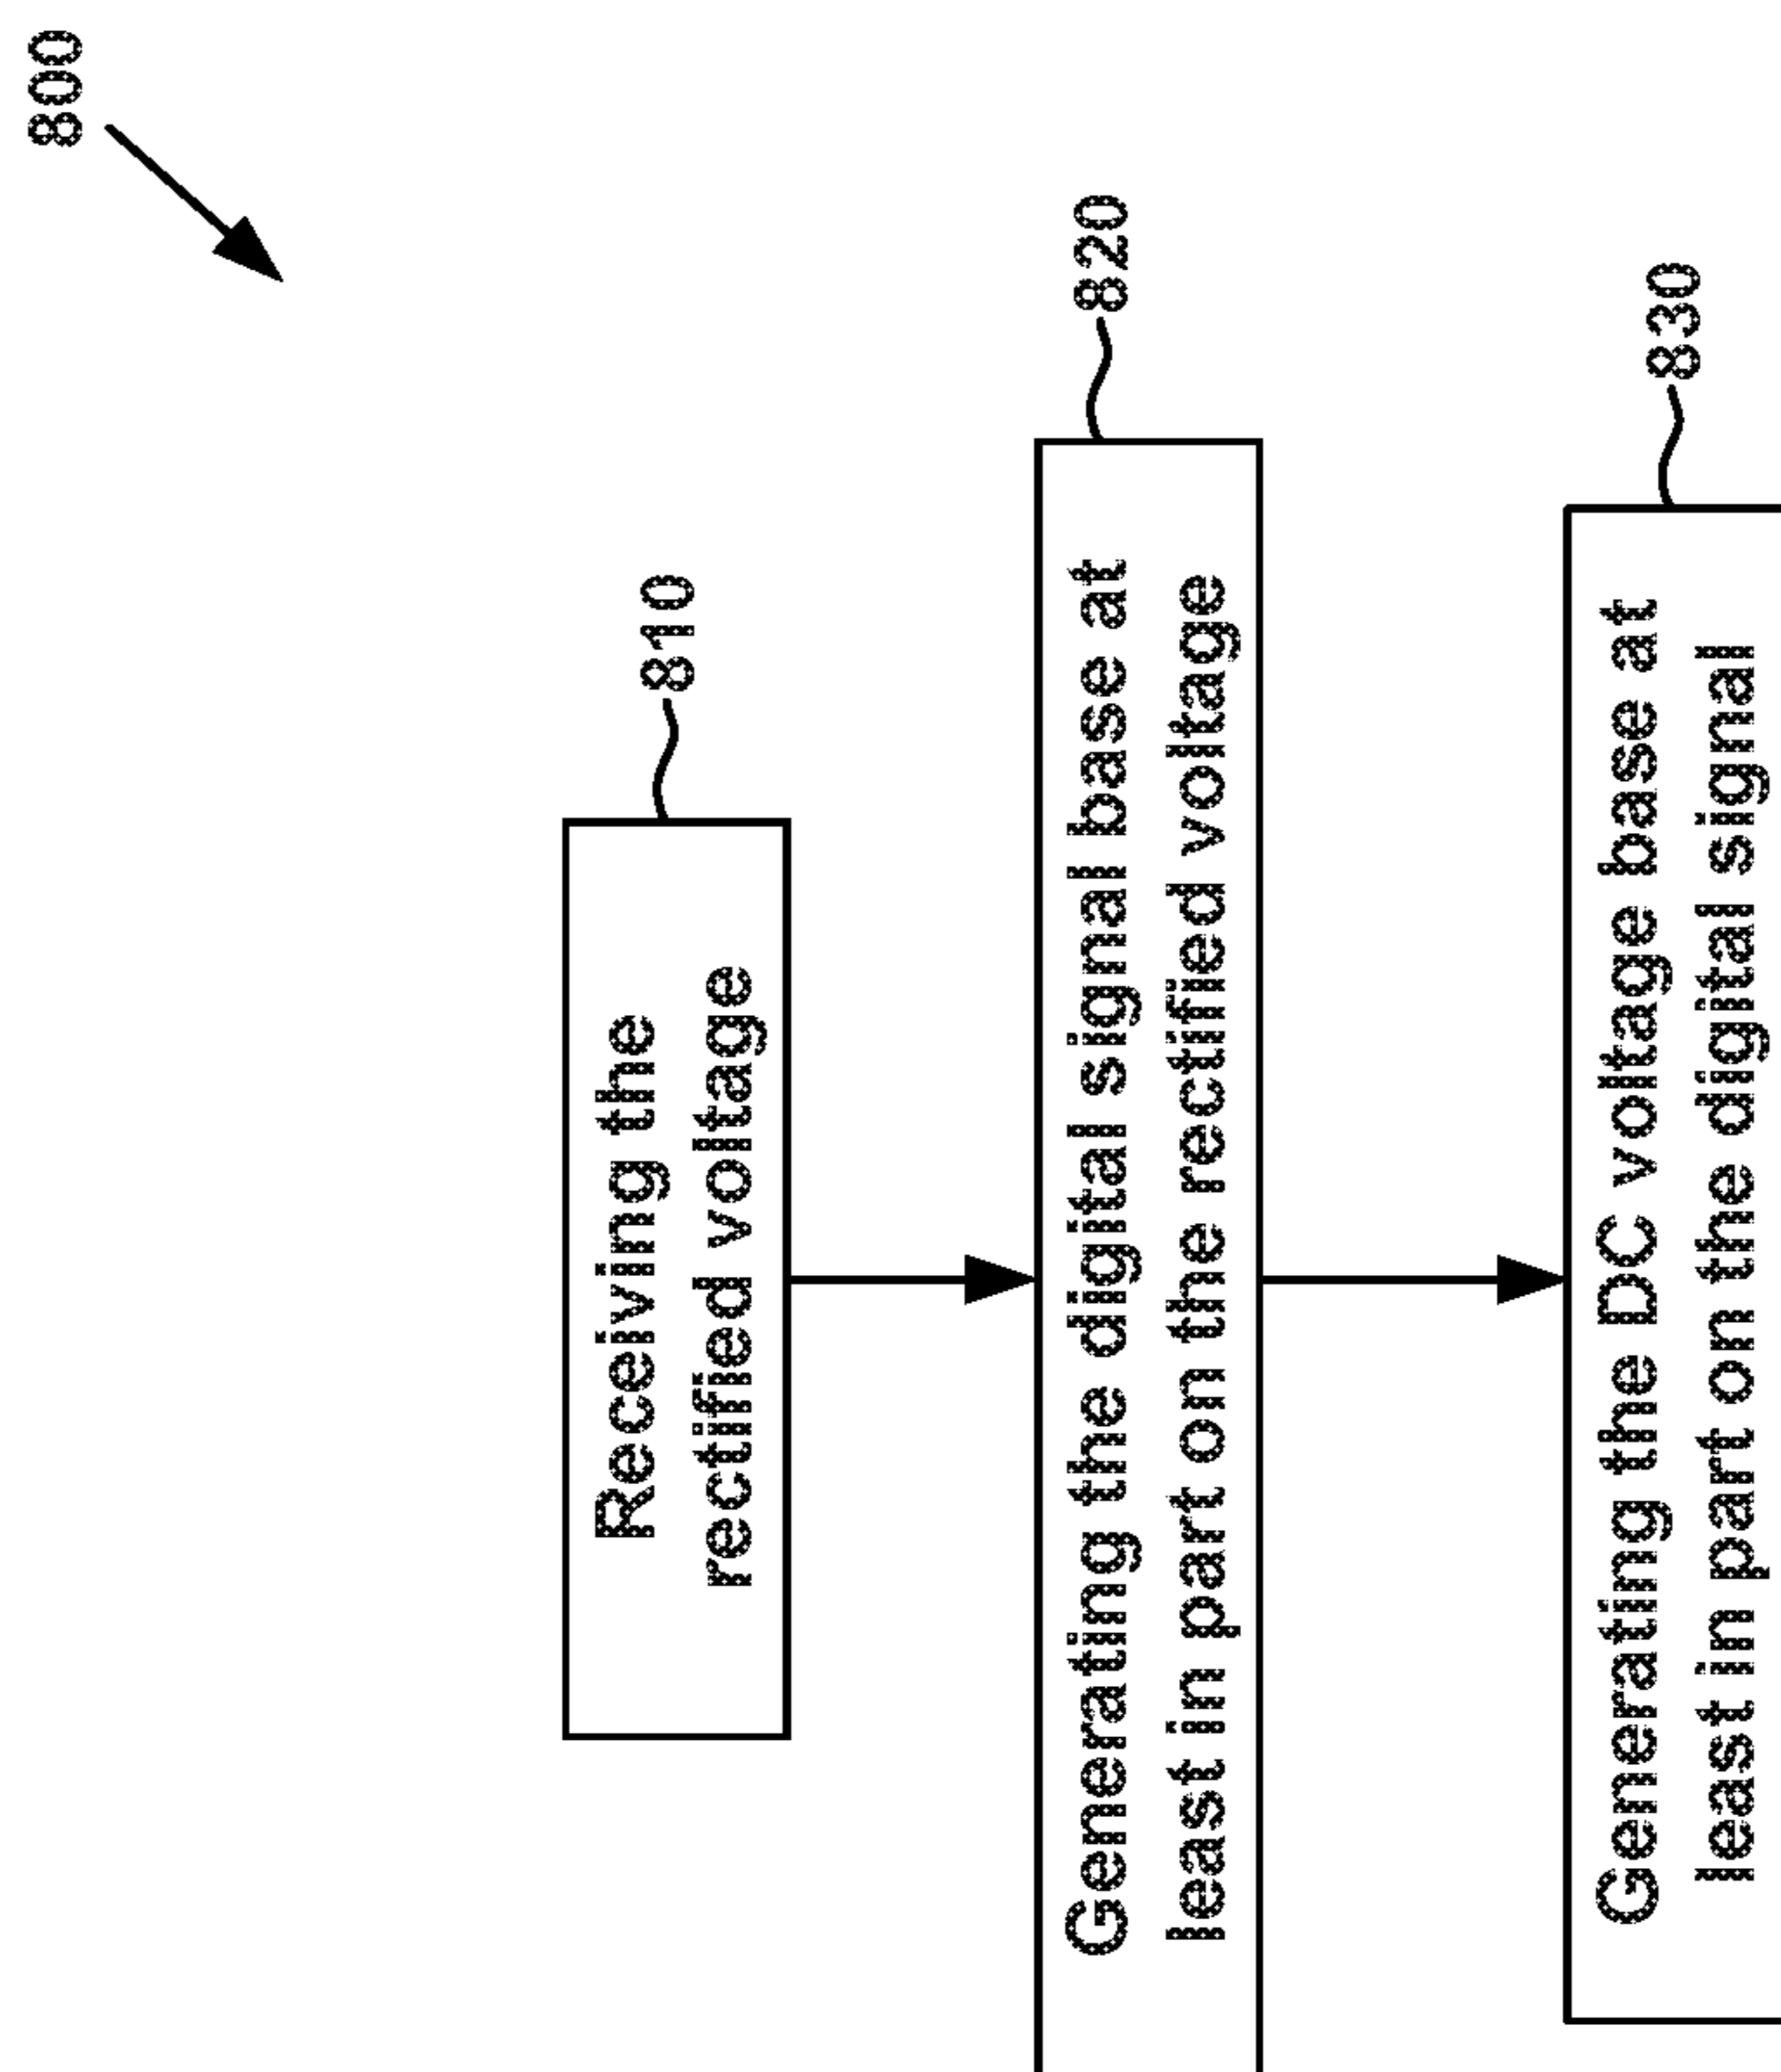 800
810
Receiving the
rectified voltage
820
Generating the digital signal base at
least in part on the rectified voltage
830
Generating the DC voltage base at
least in part on the digital signal